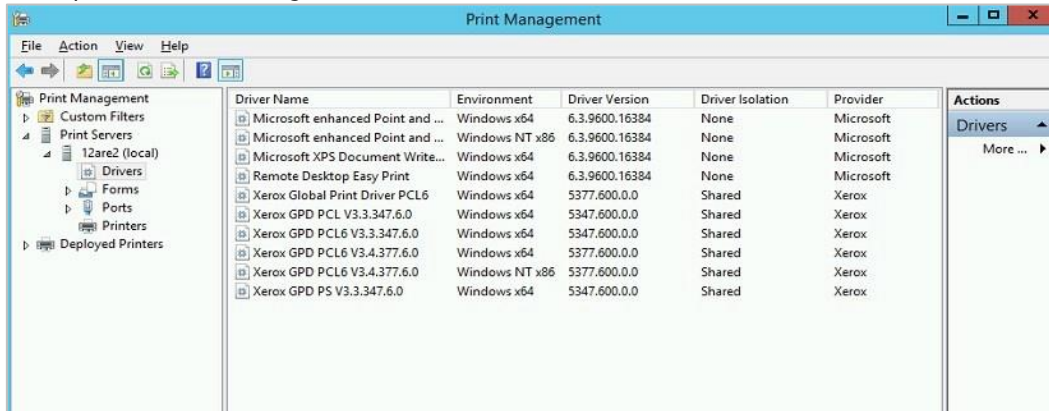 Print Management
File Action View Help
Print Management
Custom Filters
Print Servers
12are2 (local)
Drivers
Forms
Ports
Printers
Deployed Printers
Driver Name Environment Driver Version Driver Isolation Provider
Microsoft enhanced Point and ... Windows x64 6.3.9600.16384 None Microsoft
Microsoft enhanced Point and ... Windows NT x86 6.3.9600.16384 None Microsoft
Microsoft XPS Document Write... Windows x64 6.3.9600.16384 None Microsoft
Remote Desktop Easy Print Windows x64 6.3.9600.16384 None Microsoft
Xerox Global Print Driver PCL6 Windows x64 5377.600.0.0 Shared Xerox
Xerox GPD PCL V3.3.347.6.0 Windows x64 5347.600.0.0 Shared Xerox
Xerox GPD PCL6 V3.3.347.6.0 Windows x64 5347.600.0.0 Shared Xerox
Xerox GPD PCL6 V3.4.377.6.0 Windows x64 5377.600.0.0 Shared Xerox
Xerox GPD PCL6 V3.4.377.6.0 Windows NT x86 5377.600.0.0 Shared Xerox
Xerox GPD PS V3.3.347.6.0 Windows x64 5347.600.0.0 Shared Xerox
Actions
Drivers
More ...